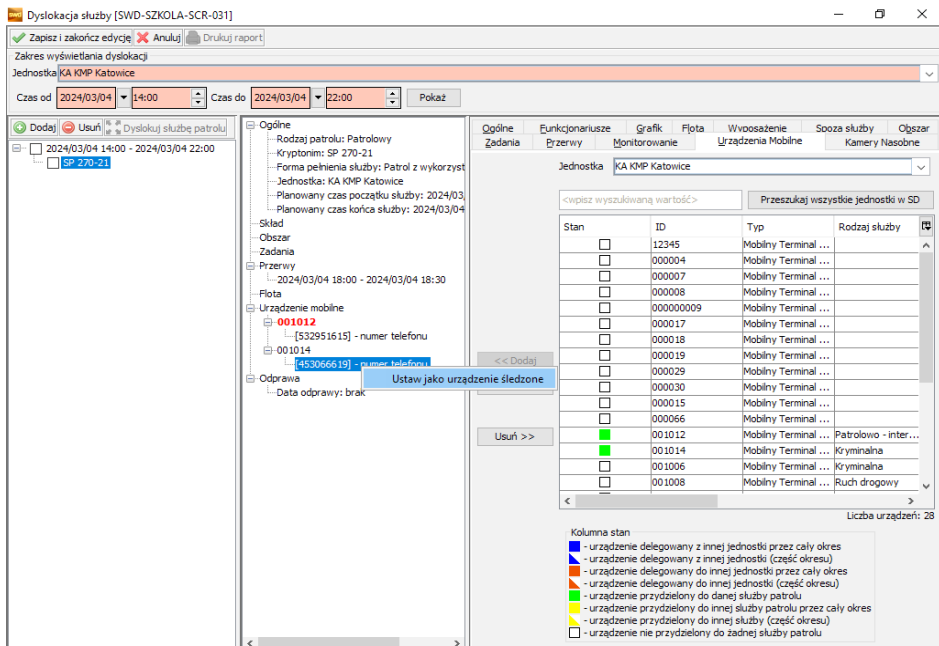 Dyslokacja służby [SWD-SZKOLA-SCR-031]
Zapisz i zakończ edycję Anuluj Drukuj raport
Zakres wyświetlania dyslokacji
Jednostka KA KMP Katowice
Czas od 2024/03/04 14:00 Czas do 2024/03/04 22:00 Pokaż
Dodaj Usuń Dyslokuj służbę patrolu
2024/03/04 14:00 - 2024/03/04 22:00
SP 270-21
Ogólne
Rodzaj patrolu: Patrolowy
Kryptonim: SP 270-21
Forma pełnienia służby: Patrol z wykorzyst
Jednostka: KA KMP Katowice
Planowany czas początku służby: 2024/03,
Planowany czas końca służby: 2024/03/04
Skład
Obszar
Zadania
Przerwy
2024/03/04 18:00 - 2024/03/04 18:30
Flota
Urządzenie mobilne
001012
[532951615] - numer telefonu
001014
[453066619] - numer telefonu
Ustaw jako urządzenie śledzone
Odprawa
Data odprawy: brak
Ogólne Funkcjonariusze Grafik Flota Wyposażenie Spoza służby Obszar
Zadania Przerwy Monitorowanie Urządzenia Mobilne Kamery Nasobne
Jednostka KA KMP Katowice
<wpisz wyszukiwaną wartość> Przeszukaj wszystkie jednostki w SD
<< Dodaj
Usuń >>
Stan ID Typ Rodzaj służby
12345 Mobilny Terminal ...
000004 Mobilny Terminal ...
000007 Mobilny Terminal ...
000008 Mobilny Terminal ...
000000009 Mobilny Terminal ...
000017 Mobilny Terminal ...
000018 Mobilny Terminal ...
000019 Mobilny Terminal ...
000029 Mobilny Terminal ...
000030 Mobilny Terminal ...
000015 Mobilny Terminal ...
000066 Mobilny Terminal ...
001012 Mobilny Terminal ... Patrolowo - inter...
001014 Mobilny Terminal ... Kryminalna
001006 Mobilny Terminal ... Kryminalna
001008 Mobilny Terminal ... Ruch drogowy
Liczba urządzeń: 28
Kolumna stan
- urządzenie delegowany z innej jednostki przez cały okres
- urządzenie delegowany z innej jednostki (część okresu)
- urządzenie delegowany do innej jednostki przez cały okres
- urządzenie delegowany do innej jednostki (część okresu)
- urządzenie przydzielony do danej służby patrolu
- urządzenie przydzielony do innej służby patrolu przez cały okres
- urządzenie przydzielony do innej służby (część okresu)
- urządzenie nie przydzielony do żadnej służby patrolu